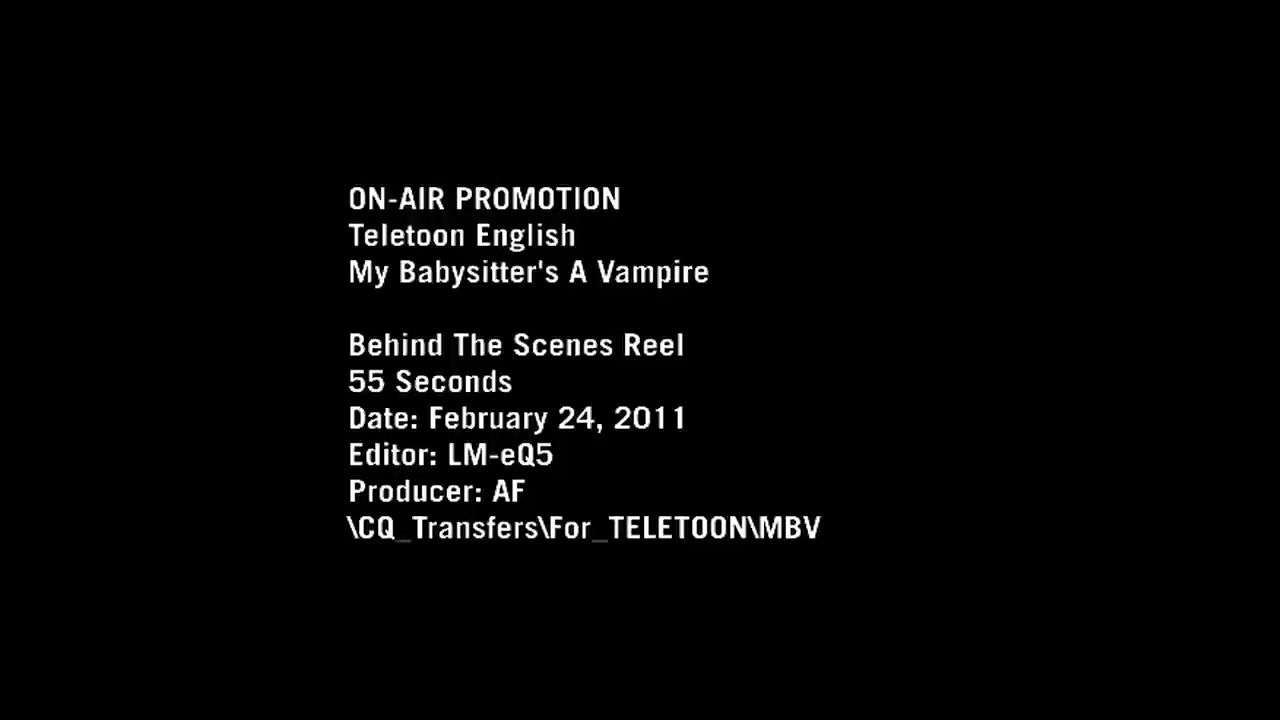 ON-AIR PROMOTION
Teletoon English
My Babysitter's A Vampire
Behind The Scenes Reel
55 Seconds
Date: February 24, 2011
Editor: LM-eQ5
Producer: AF
\CQ_Transfers\For_TELETOON\MBV